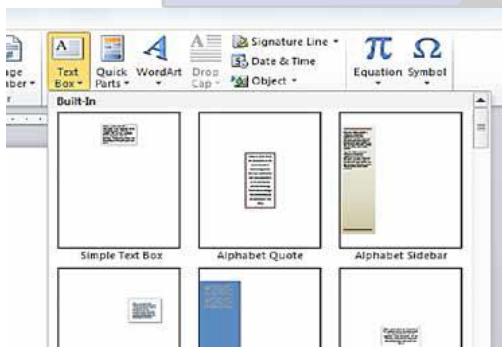 Signature Line
Date & Time
Object
Text Box
Quick Parts
WordArt
Drop Cap
Equation
Symbol
Built-In
Simple Text Box
Alphabet Quote
Alphabet Sidebar